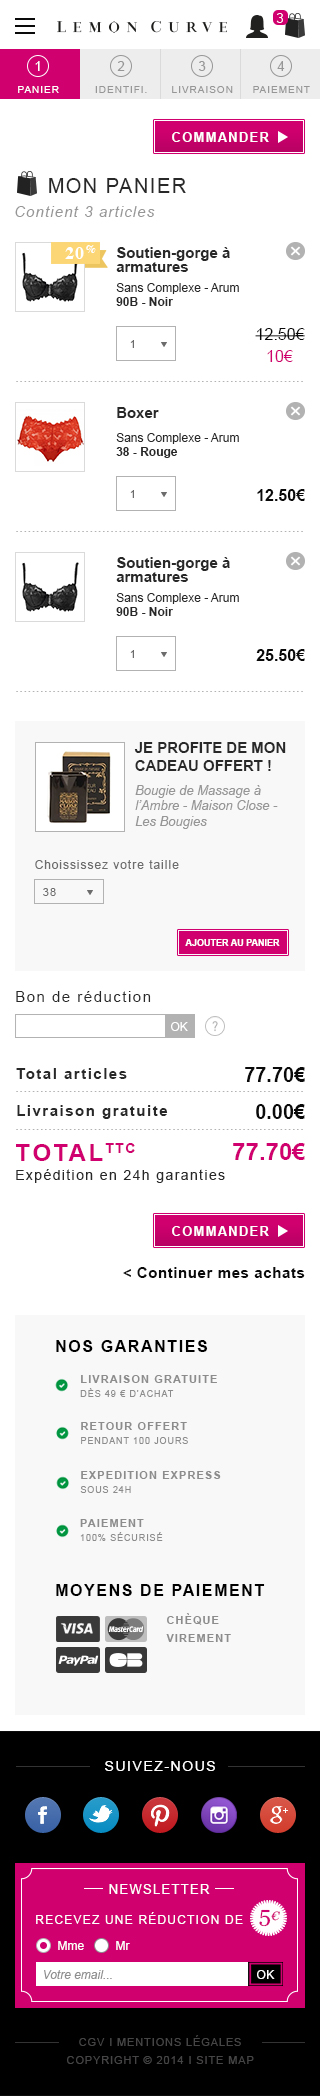 LEMON CURVE
3
1 2 3 4
PANIER IDENTIFI. LIVRAISON PAIEMENT
COMMANDER
MON PANIER
Contient 3 articles
20%
Soutien-gorge à
armatures
Sans Complexe - Arum
90B - Noir
1
12.50€
10€
Boxer
Sans Complexe - Arum
38 - Rouge
1
12.50€
Soutien-gorge à
armatures
Sans Complexe - Arum
90B - Noir
1
25.50€
JE PROFITE DE MON
CADEAU OFFERT !
Bougie de Massage à
l'Ambre - Maison Close -
Les Bougies
Choississez votre taille
38
AJOUTER AU PANIER
Bon de réduction
OK ?
Total articles 77.70€
Livraison gratuite 0.00€
TOTAL TTC 77.70€
Expédition en 24h garanties
COMMANDER
< Continuer mes achats
NOS GARANTIES
LIVRAISON GRATUITE
DÈS 49 € D'ACHAT
RETOUR OFFERT
PENDANT 100 JOURS
EXPEDITION EXPRESS
SOUS 24H
PAIEMENT
100% SÉCURISÉ
MOYENS DE PAIEMENT
VISA MasterCard CHÈQUE
PayPal CB VIREMENT
SUIVEZ-NOUS
f g+
NEWSLETTER
RECEVEZ UNE RÉDUCTION DE 5€
Mme Mr
Votre email... OK
CGV I MENTIONS LÉGALES
COPYRIGHT © 2014 I SITE MAP